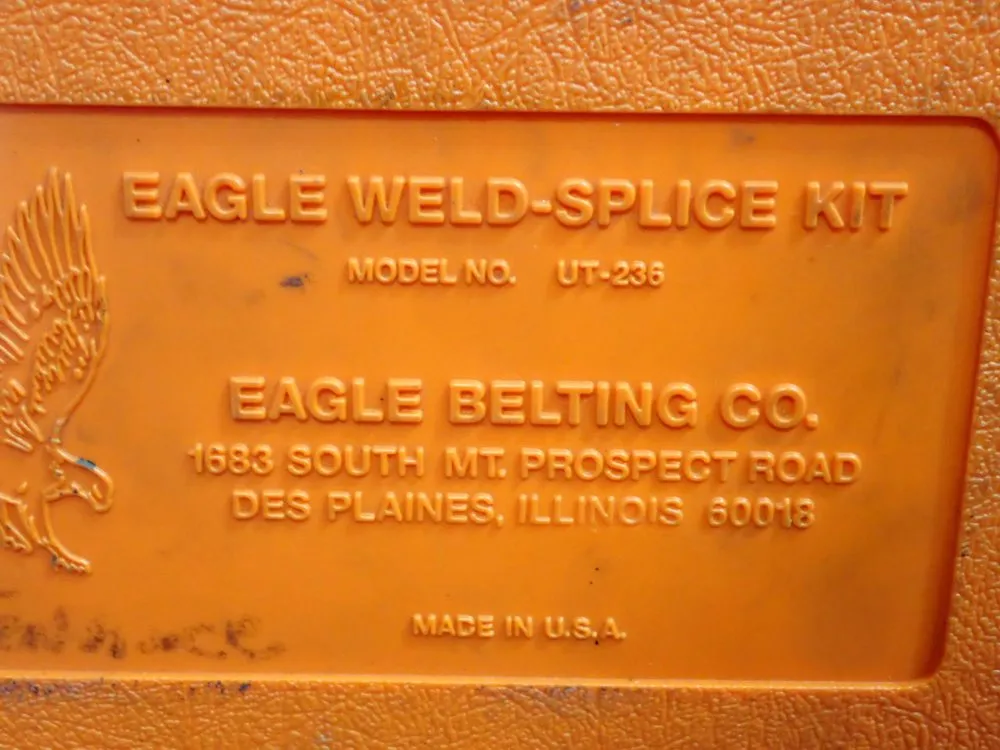 EAGLE WELD-SPLICE KIT
MODEL NO. UT-236
EAGLE BELTING CO.
1683 SOUTH MT. PROSPECT ROAD
DES PLAINES, ILLINOIS 60018
MADE IN U.S.A.